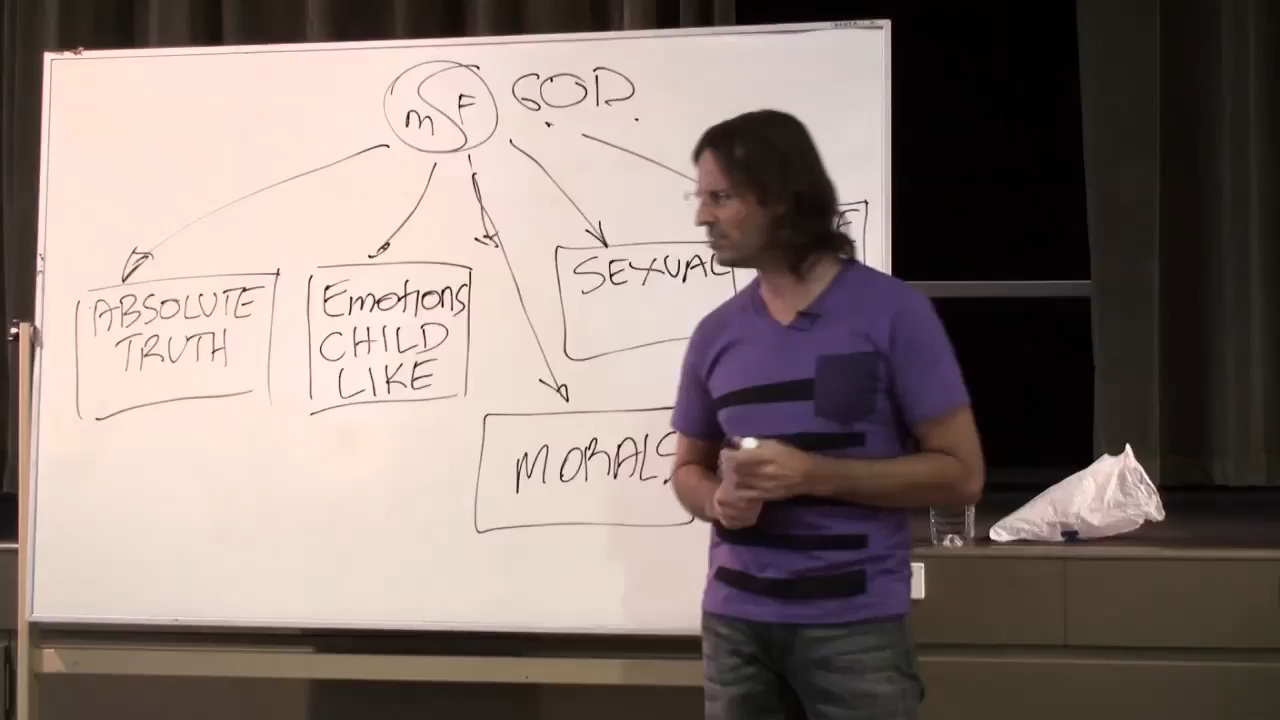 m F GOD.
ABSOLUTE
TRUTH
Emotions
CHILD
LIKE
SEXUAL
MORALS